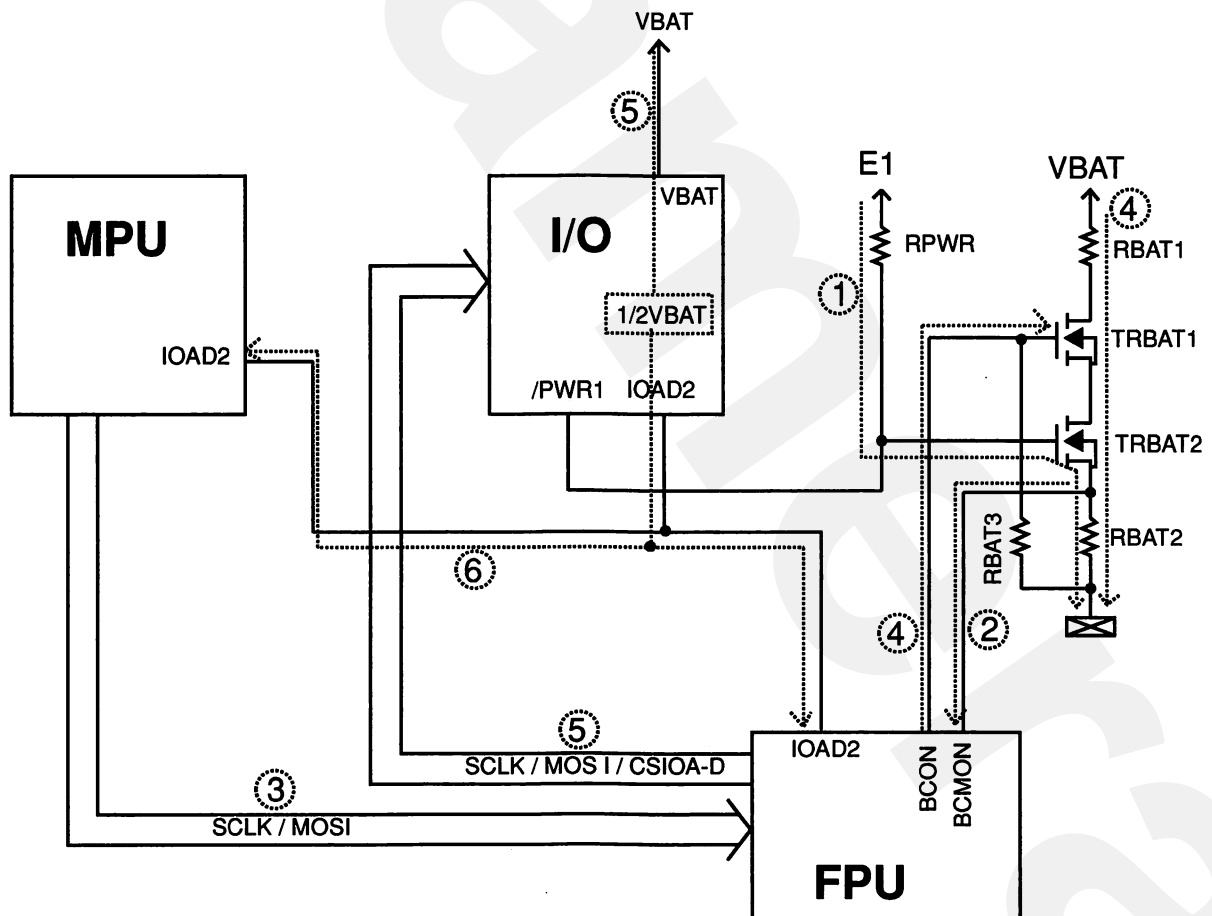 VBAT
⑤
E1
VBAT
④
MPU
I/O
VBAT
RPWR
RBAT1
①
1/2VBAT
TRBAT1
IOAD2
/PWR1
IOAD2
TRBAT2
RBAT3
RBAT2
⑥
④
②
⑤
IOAD2
SCLK / MOS I / CSIOA-D
BCON
BCMON
③
SCLK / MOSI
FPU